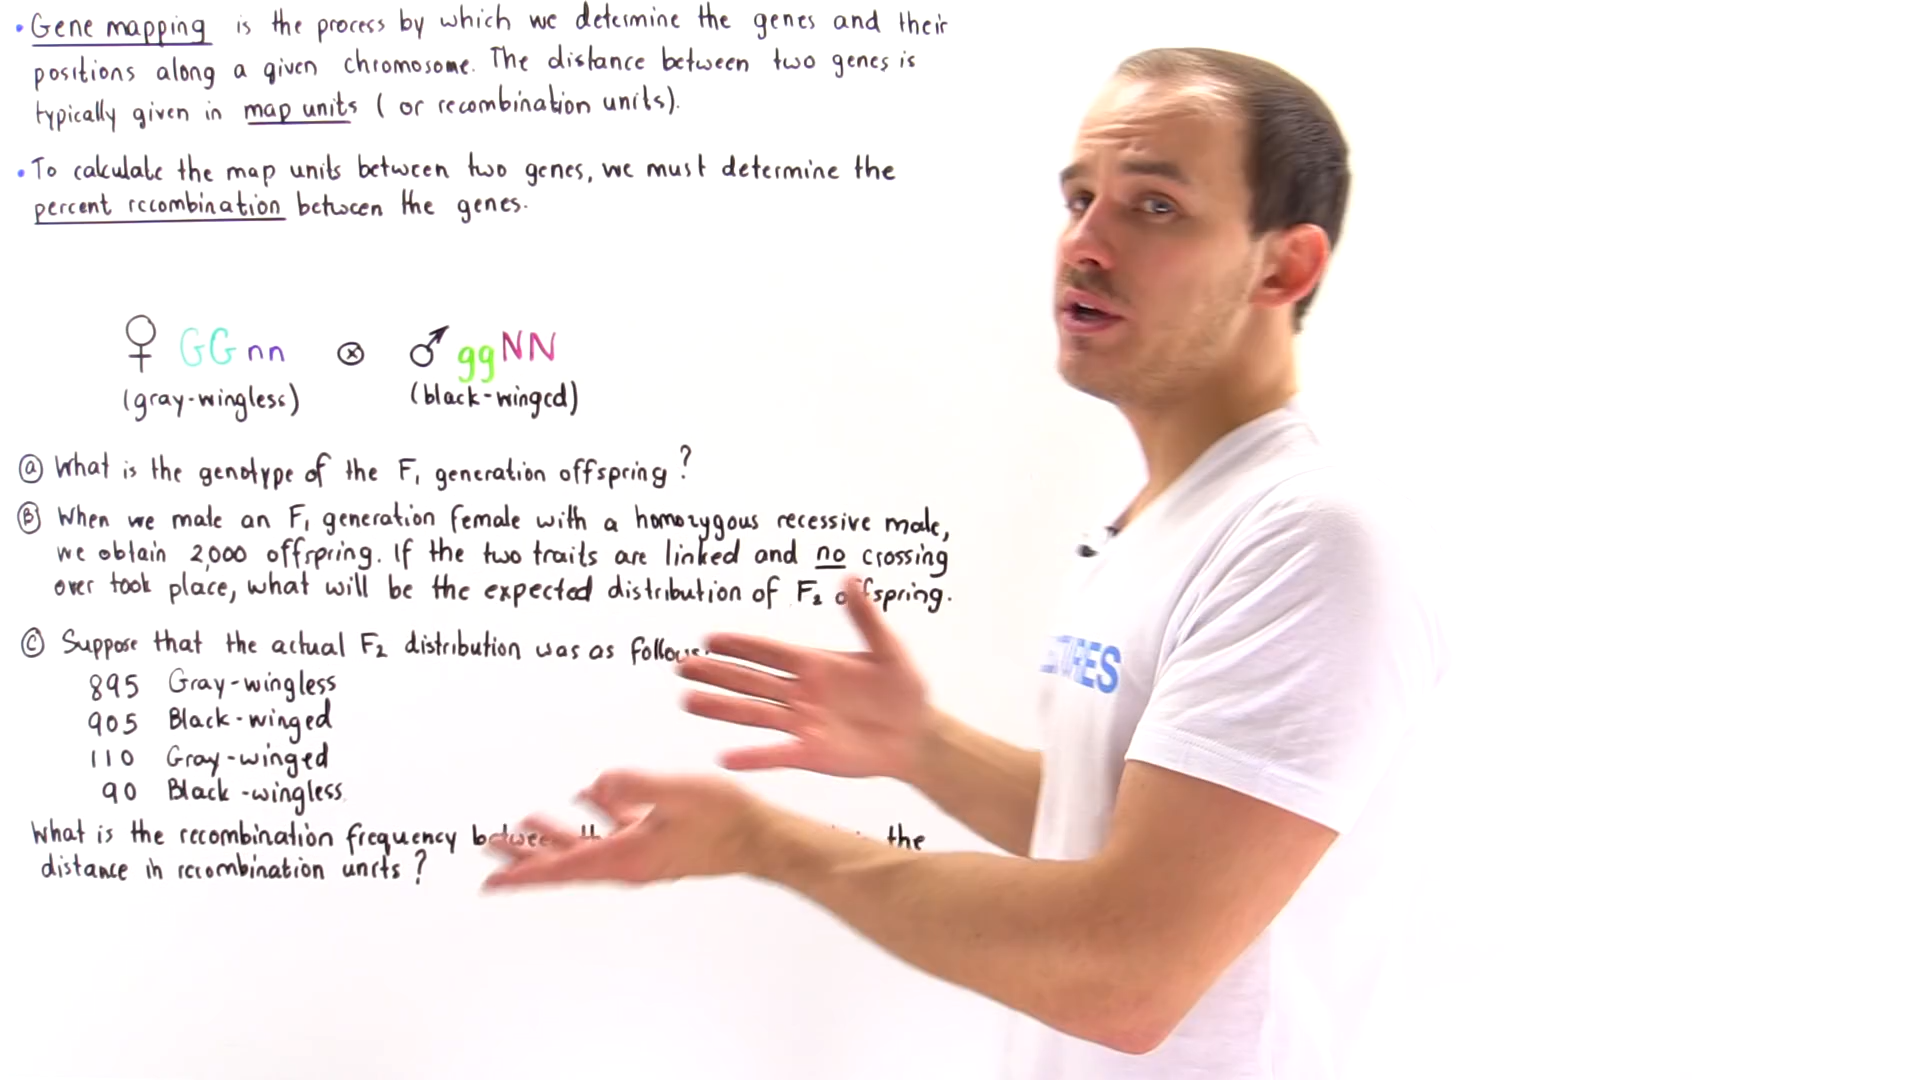 • Gene mapping is the process by which we determine the genes and their
positions along a given chromosome. The distance between two genes is
typically given in map units ( or recombination units).
• To calculate the map units between two genes, we must determine the
percent recombination between the genes.
♀ GGnn ⊗ ♂ ggNN
(gray-wingless) (black-winged)
ⓐ What is the genotype of the F₁ generation offspring?
Ⓑ When we mate an F₁ generation female with a homozygous recessive male,
we obtain 2,000 offspring. If the two traits are linked and no crossing
over took place, what will be the expected distribution of F₂ offspring.
Ⓒ Suppose that the actual F₂ distribution was as follows
895 Gray-wingless
905 Black-winged
110 Gray-winged
90 Black-wingless
What is the recombination frequency between the
distance in recombination units?